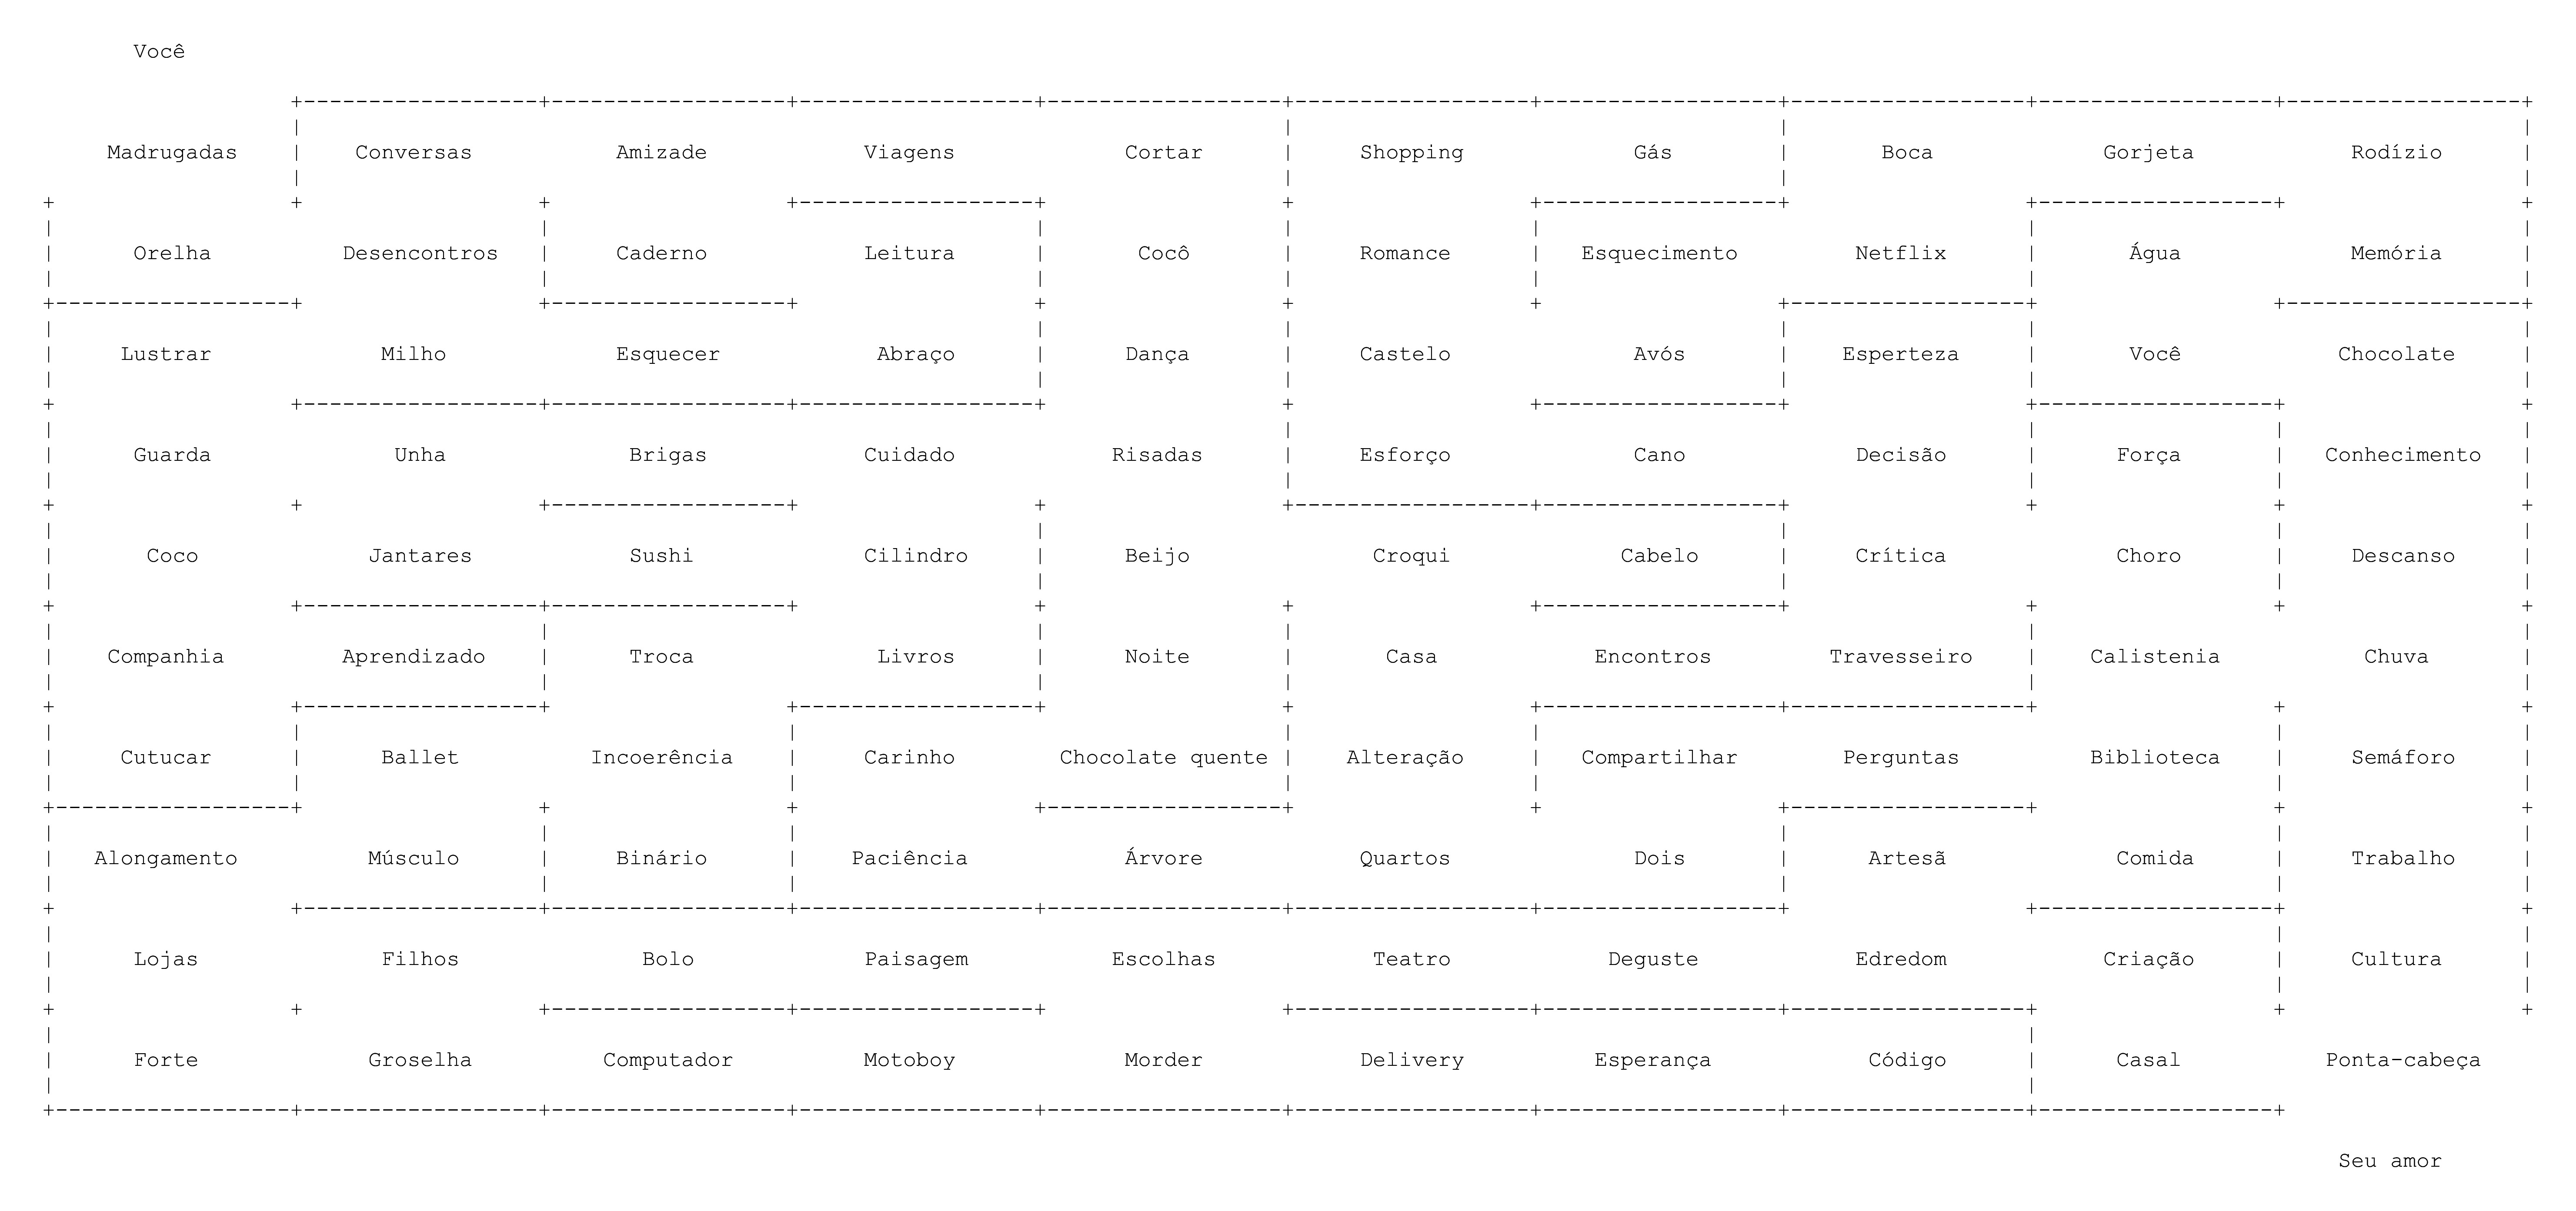 Você
Madrugadas Conversas Amizade Viagens Cortar Shopping Gás Boca Gorjeta Rodízio
Orelha Desencontros Caderno Leitura Cocô Romance Esquecimento Netflix Água Memória
Lustrar Milho Esquecer Abraço Dança Castelo Avós Esperteza Você Chocolate
Guarda Unha Brigas Cuidado Risadas Esforço Cano Decisão Força Conhecimento
Coco Jantares Sushi Cilindro Beijo Croqui Cabelo Crítica Choro Descanso
Companhia Aprendizado Troca Livros Noite Casa Encontros Travesseiro Calistenia Chuva
Cutucar Ballet Incoerência Carinho Chocolate quente Alteração Compartilhar Perguntas Biblioteca Semáforo
Alongamento Músculo Binário Paciência Árvore Quartos Dois Artesã Comida Trabalho
Lojas Filhos Bolo Paisagem Escolhas Teatro Deguste Edredom Criação Cultura
Forte Groselha Computador Motoboy Morder Delivery Esperança Código Casal Ponta-cabeça
Seu amor